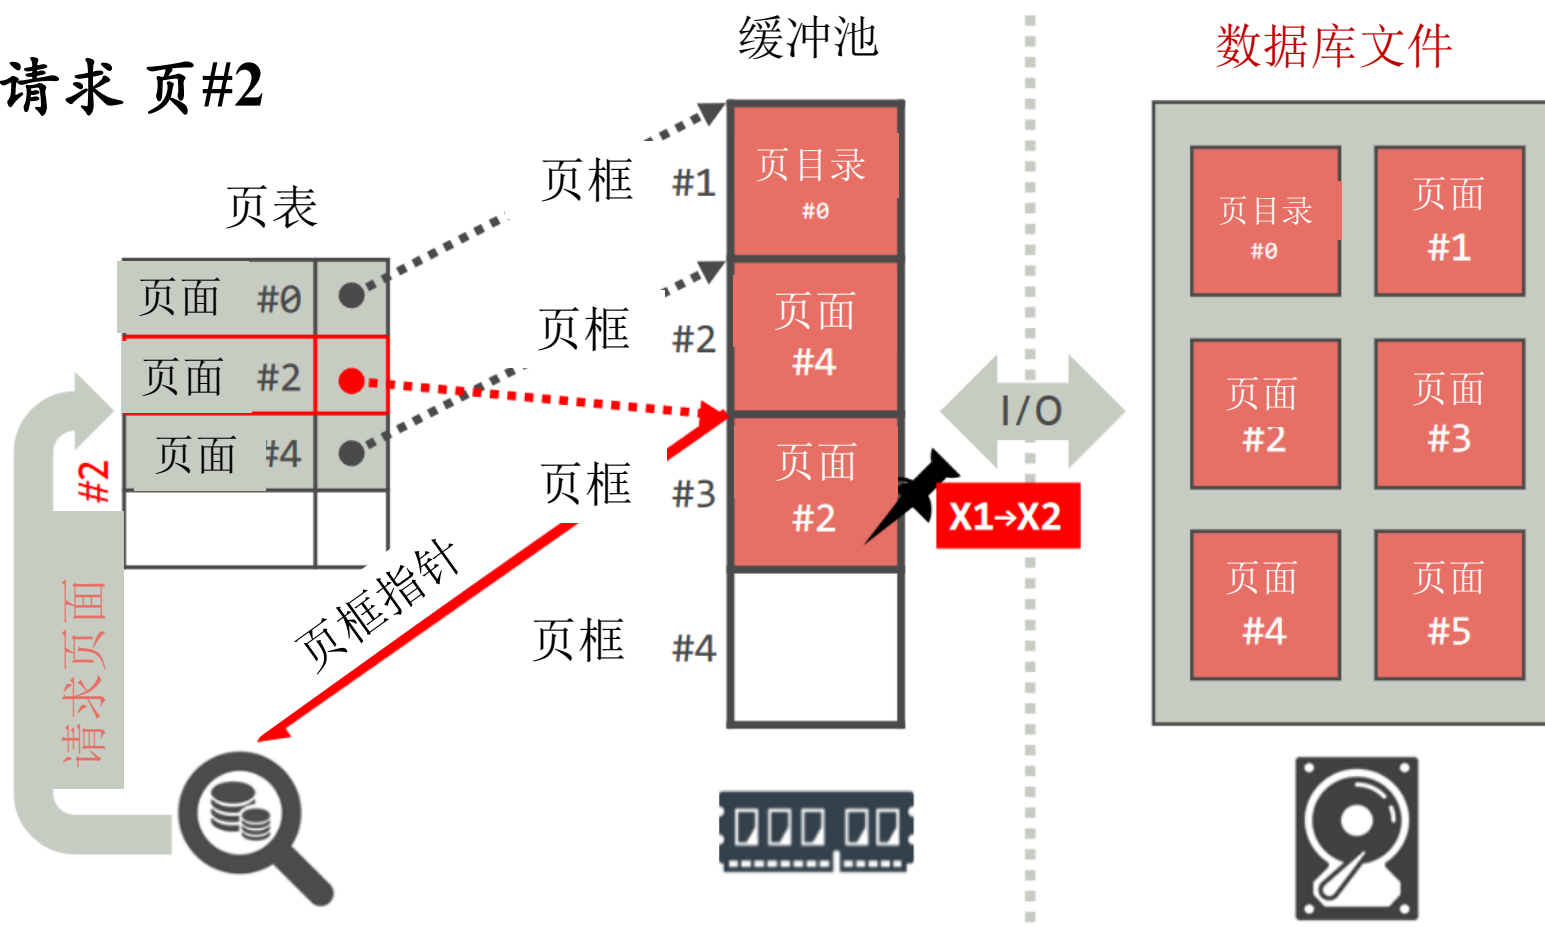 请求 页#2
缓冲池
数据库文件
页表
页面 #0
页面 #2
页面 #4
#2
请求页面
页框指针
页框 #1
页框 #2
页框 #3
页框 #4
页目录
#0
页面
#4
页面
#2
X1→X2
I/O
页目录
#0
页面
#1
页面
#2
页面
#3
页面
#4
页面
#5